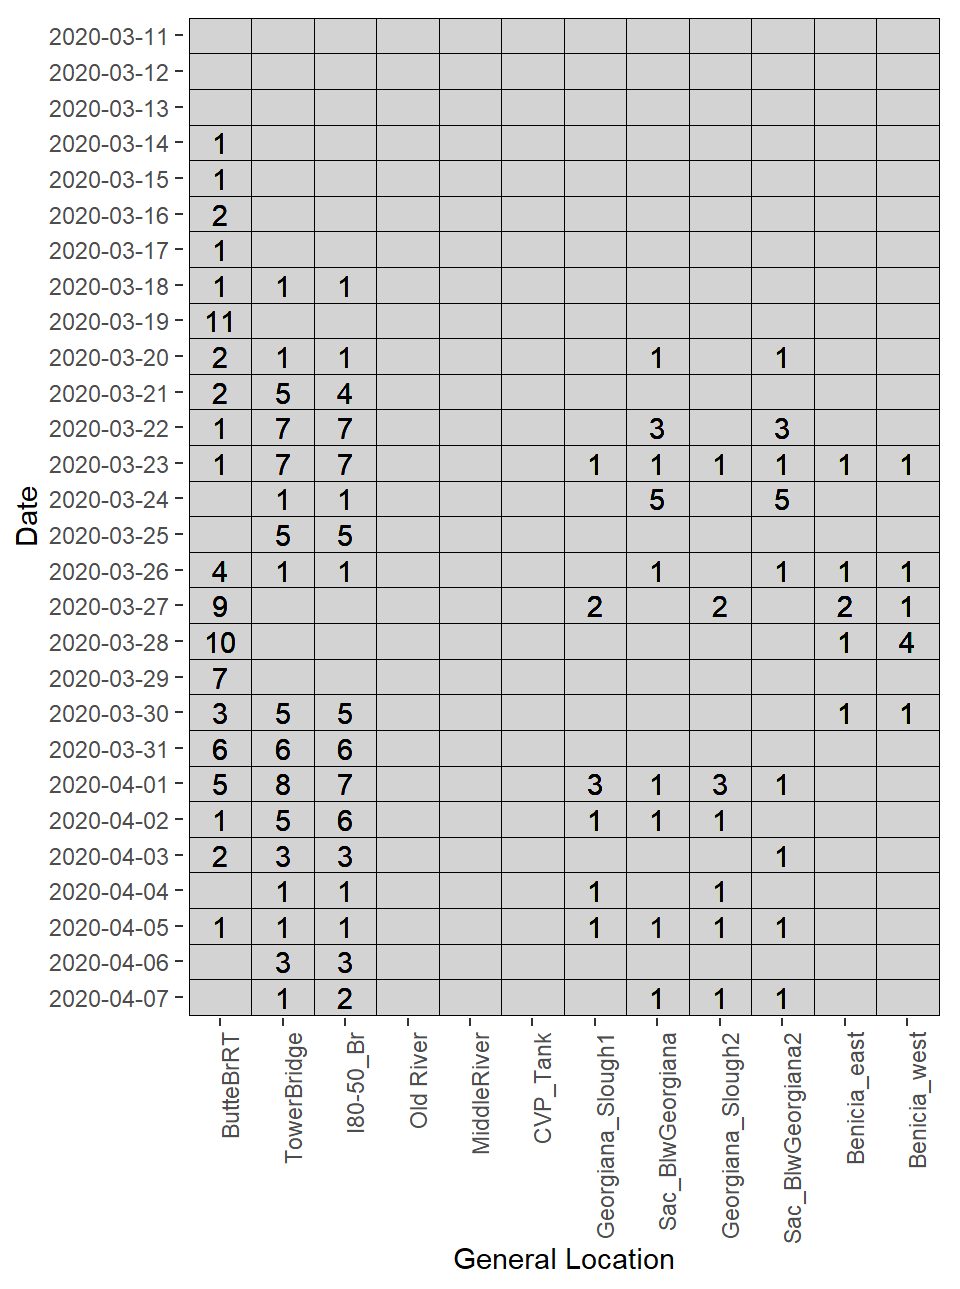 2020-03-11
2020-03-12
2020-03-13
2020-03-14 1
2020-03-15 1
2020-03-16 2
2020-03-17 1
2020-03-18 1 1 1
2020-03-19 11
2020-03-20 2 1 1 1 1
2020-03-21 2 5 4
2020-03-22 1 7 7 3 3
2020-03-23 1 7 7 1 1 1 1 1 1
2020-03-24 1 1 5 5
2020-03-25 5 5
2020-03-26 4 1 1 1 1 1 1
2020-03-27 9 2 2 2 1
2020-03-28 10 1 4
2020-03-29 7
2020-03-30 3 5 5 1 1
2020-03-31 6 6 6
2020-04-01 5 8 7 3 1 3 1
2020-04-02 1 5 6 1 1 1
2020-04-03 2 3 3 1
2020-04-04 1 1 1 1
2020-04-05 1 1 1 1 1 1 1
2020-04-06 3 3
2020-04-07 1 2 1 1 1
Date
ButteBrRT
TowerBridge
I80-50_Br
Old River
MiddleRiver
CVP_Tank
Georgiana_Slough1
Sac_BlwGeorgiana
Georgiana_Slough2
Sac_BlwGeorgiana2
Benicia_east
Benicia_west
General Location